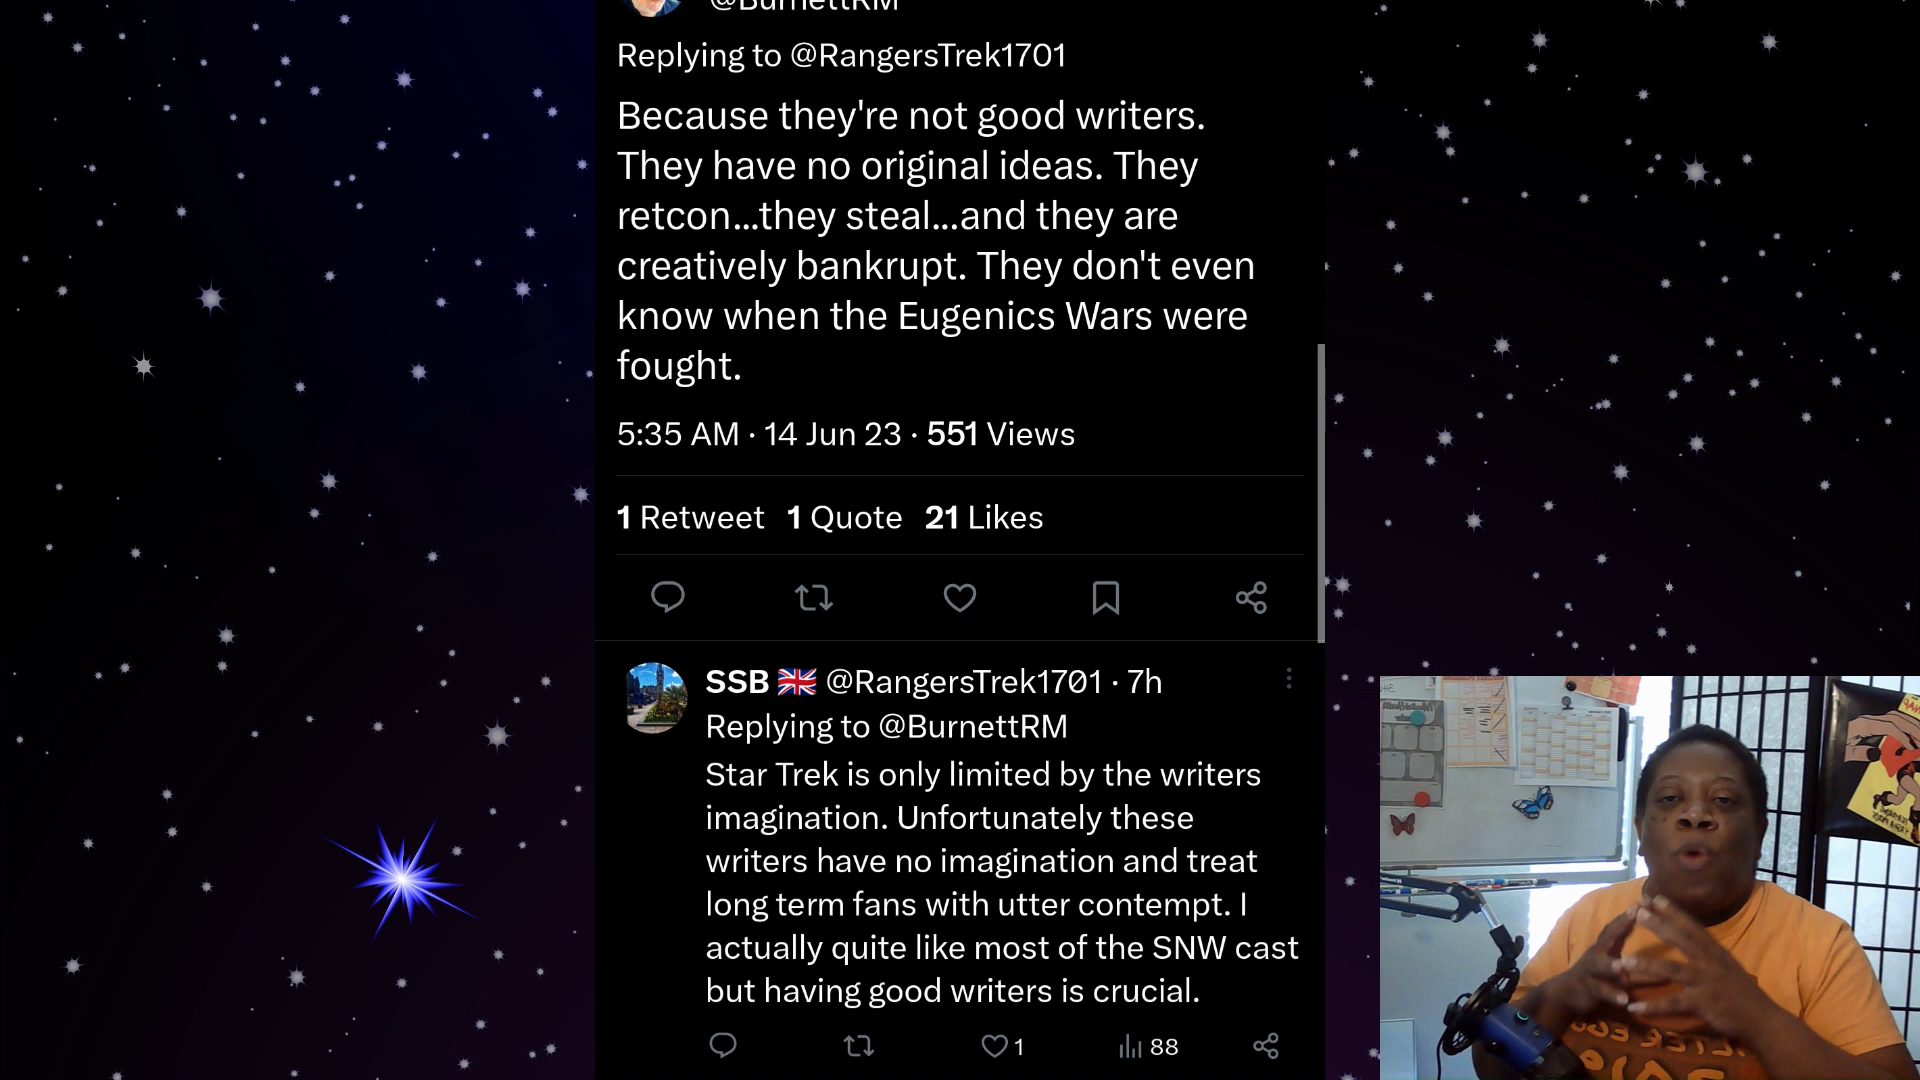 @BurnettRM
Replying to @RangersTrek1701
Because they're not good writers.
They have no original ideas. They
retcon...they steal...and they are
creatively bankrupt. They don't even
know when the Eugenics Wars were
fought.
5:35 AM · 14 Jun 23 · 551 Views
1 Retweet 1 Quote 21 Likes
SSB 🇬🇧 @RangersTrek1701 · 7h
Replying to @BurnettRM
Star Trek is only limited by the writers
imagination. Unfortunately these
writers have no imagination and treat
long term fans with utter contempt. I
actually quite like most of the SNW cast
but having good writers is crucial.
1 88